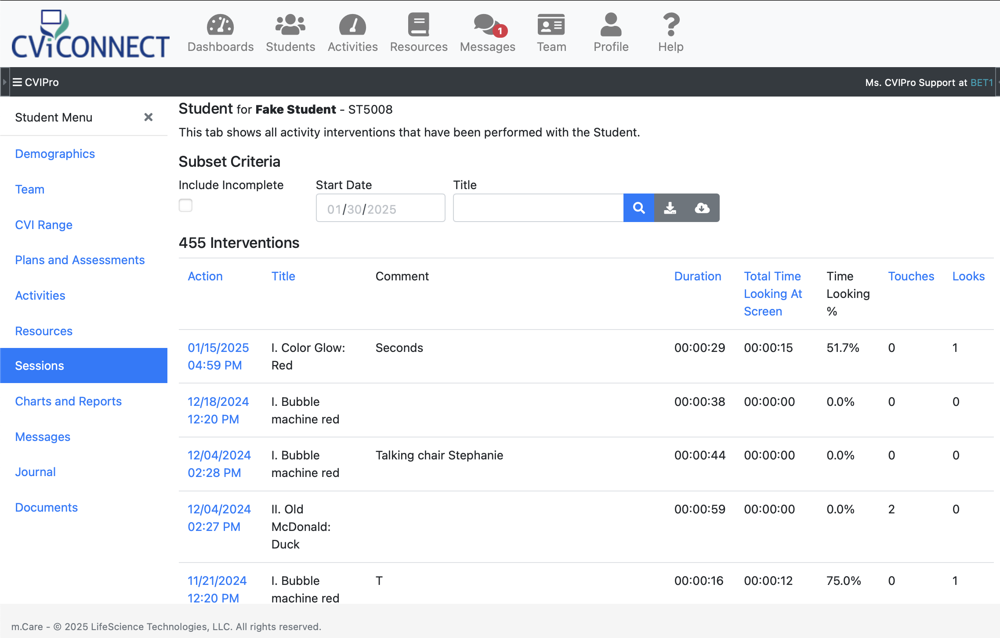 CViCONNECT
Dashboards Students Activities Resources Messages 1 Team Profile Help
CVIPro
Ms. CVIPro Support at BET1
Student Menu
Demographics
Team
CVI Range
Plans and Assessments
Activities
Resources
Sessions
Charts and Reports
Messages
Journal
Documents
Student for Fake Student - ST5008
This tab shows all activity interventions that have been performed with the Student.
Subset Criteria
Include Incomplete Start Date Title
01/30/2025
455 Interventions
Action Title Comment Duration Total Time Looking At Screen Time Looking % Touches Looks
01/15/2025 04:59 PM I. Color Glow: Red Seconds 00:00:29 00:00:15 51.7% 0 1
12/18/2024 12:20 PM I. Bubble machine red 00:00:38 00:00:00 0.0% 0 0
12/04/2024 02:28 PM I. Bubble machine red Talking chair Stephanie 00:00:44 00:00:00 0.0% 0 0
12/04/2024 02:27 PM II. Old McDonald: Duck 00:00:59 00:00:00 0.0% 2 0
11/21/2024 12:20 PM I. Bubble machine red T 00:00:16 00:00:12 75.0% 0 1
m.Care - © 2025 LifeScience Technologies, LLC. All rights reserved.